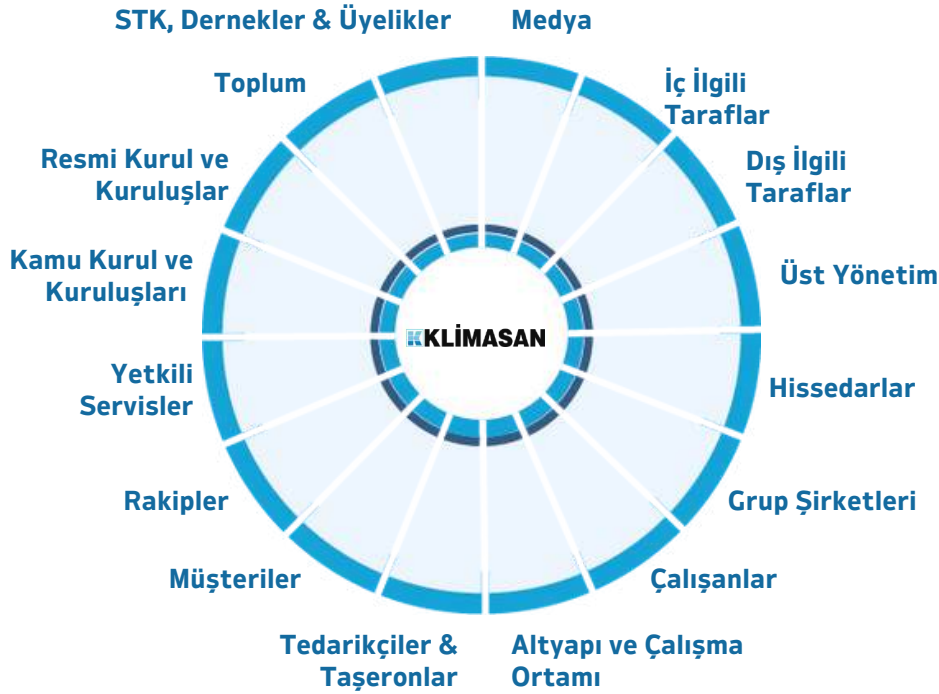 STK, Dernekler & Üyelikler
Medya
İç İlgili
Taraflar
Dış İlgili
Taraflar
Üst Yönetim
Hissedarlar
Grup Şirketleri
Çalışanlar
Altyapı ve Çalışma
Ortamı
Tedarikçiler &
Taşeronlar
Müşteriler
Rakipler
Yetkili
Servisler
Kamu Kurul ve
Kuruluşları
Resmi Kurul ve
Kuruluşlar
Toplum
KLİMASAN